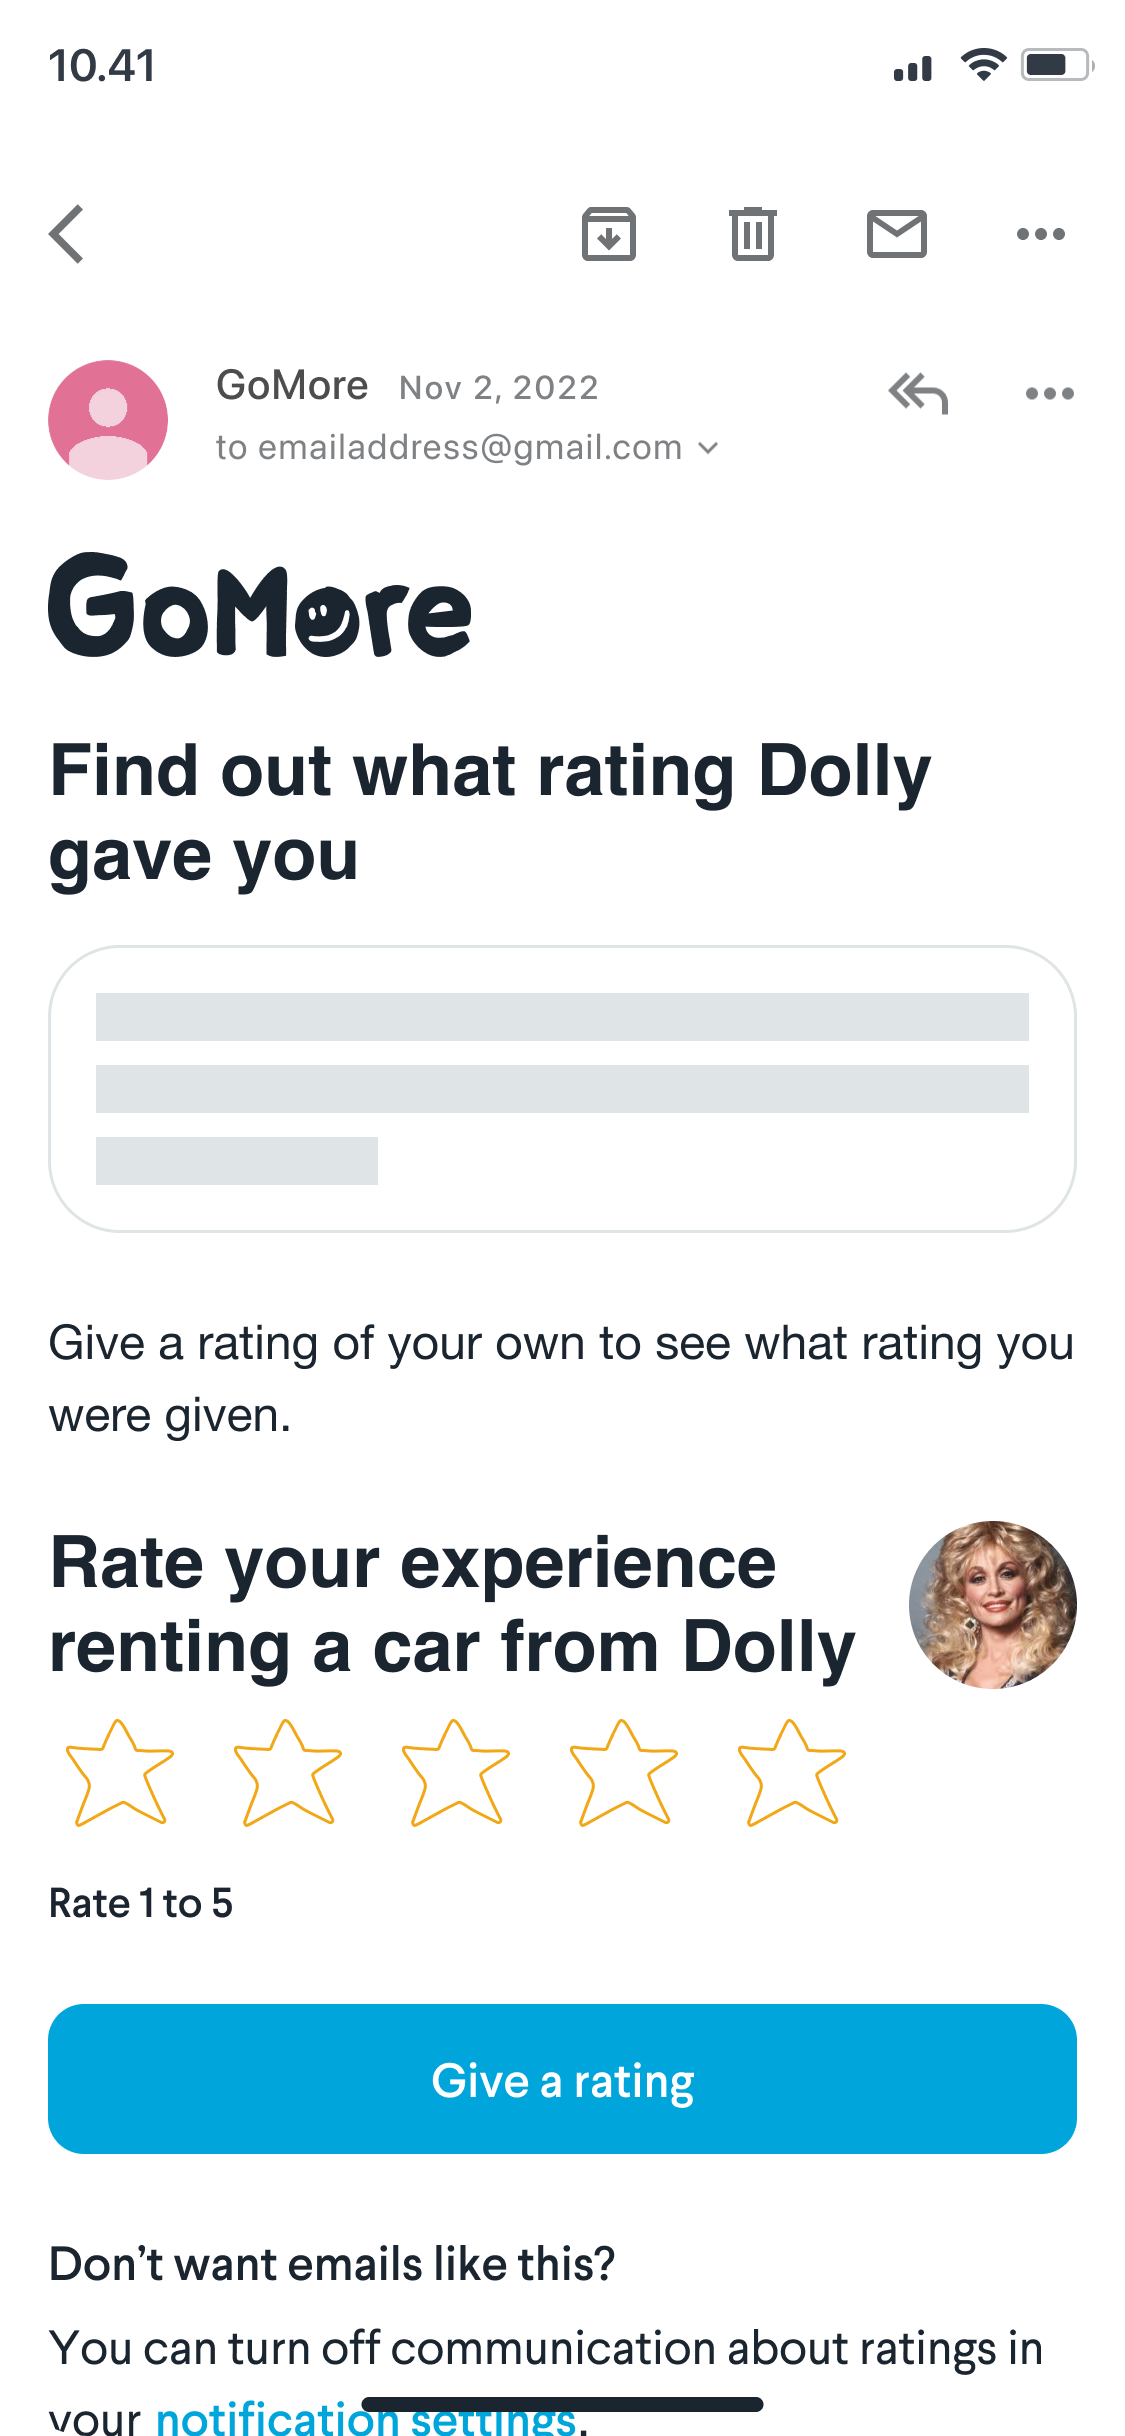 10.41
GoMore Nov 2, 2022
to emailaddress@gmail.com
GoMore
Find out what rating Dolly
gave you
Give a rating of your own to see what rating you
were given.
Rate your experience
renting a car from Dolly
Rate 1 to 5
Give a rating
Don’t want emails like this?
You can turn off communication about ratings in
your notification settings.